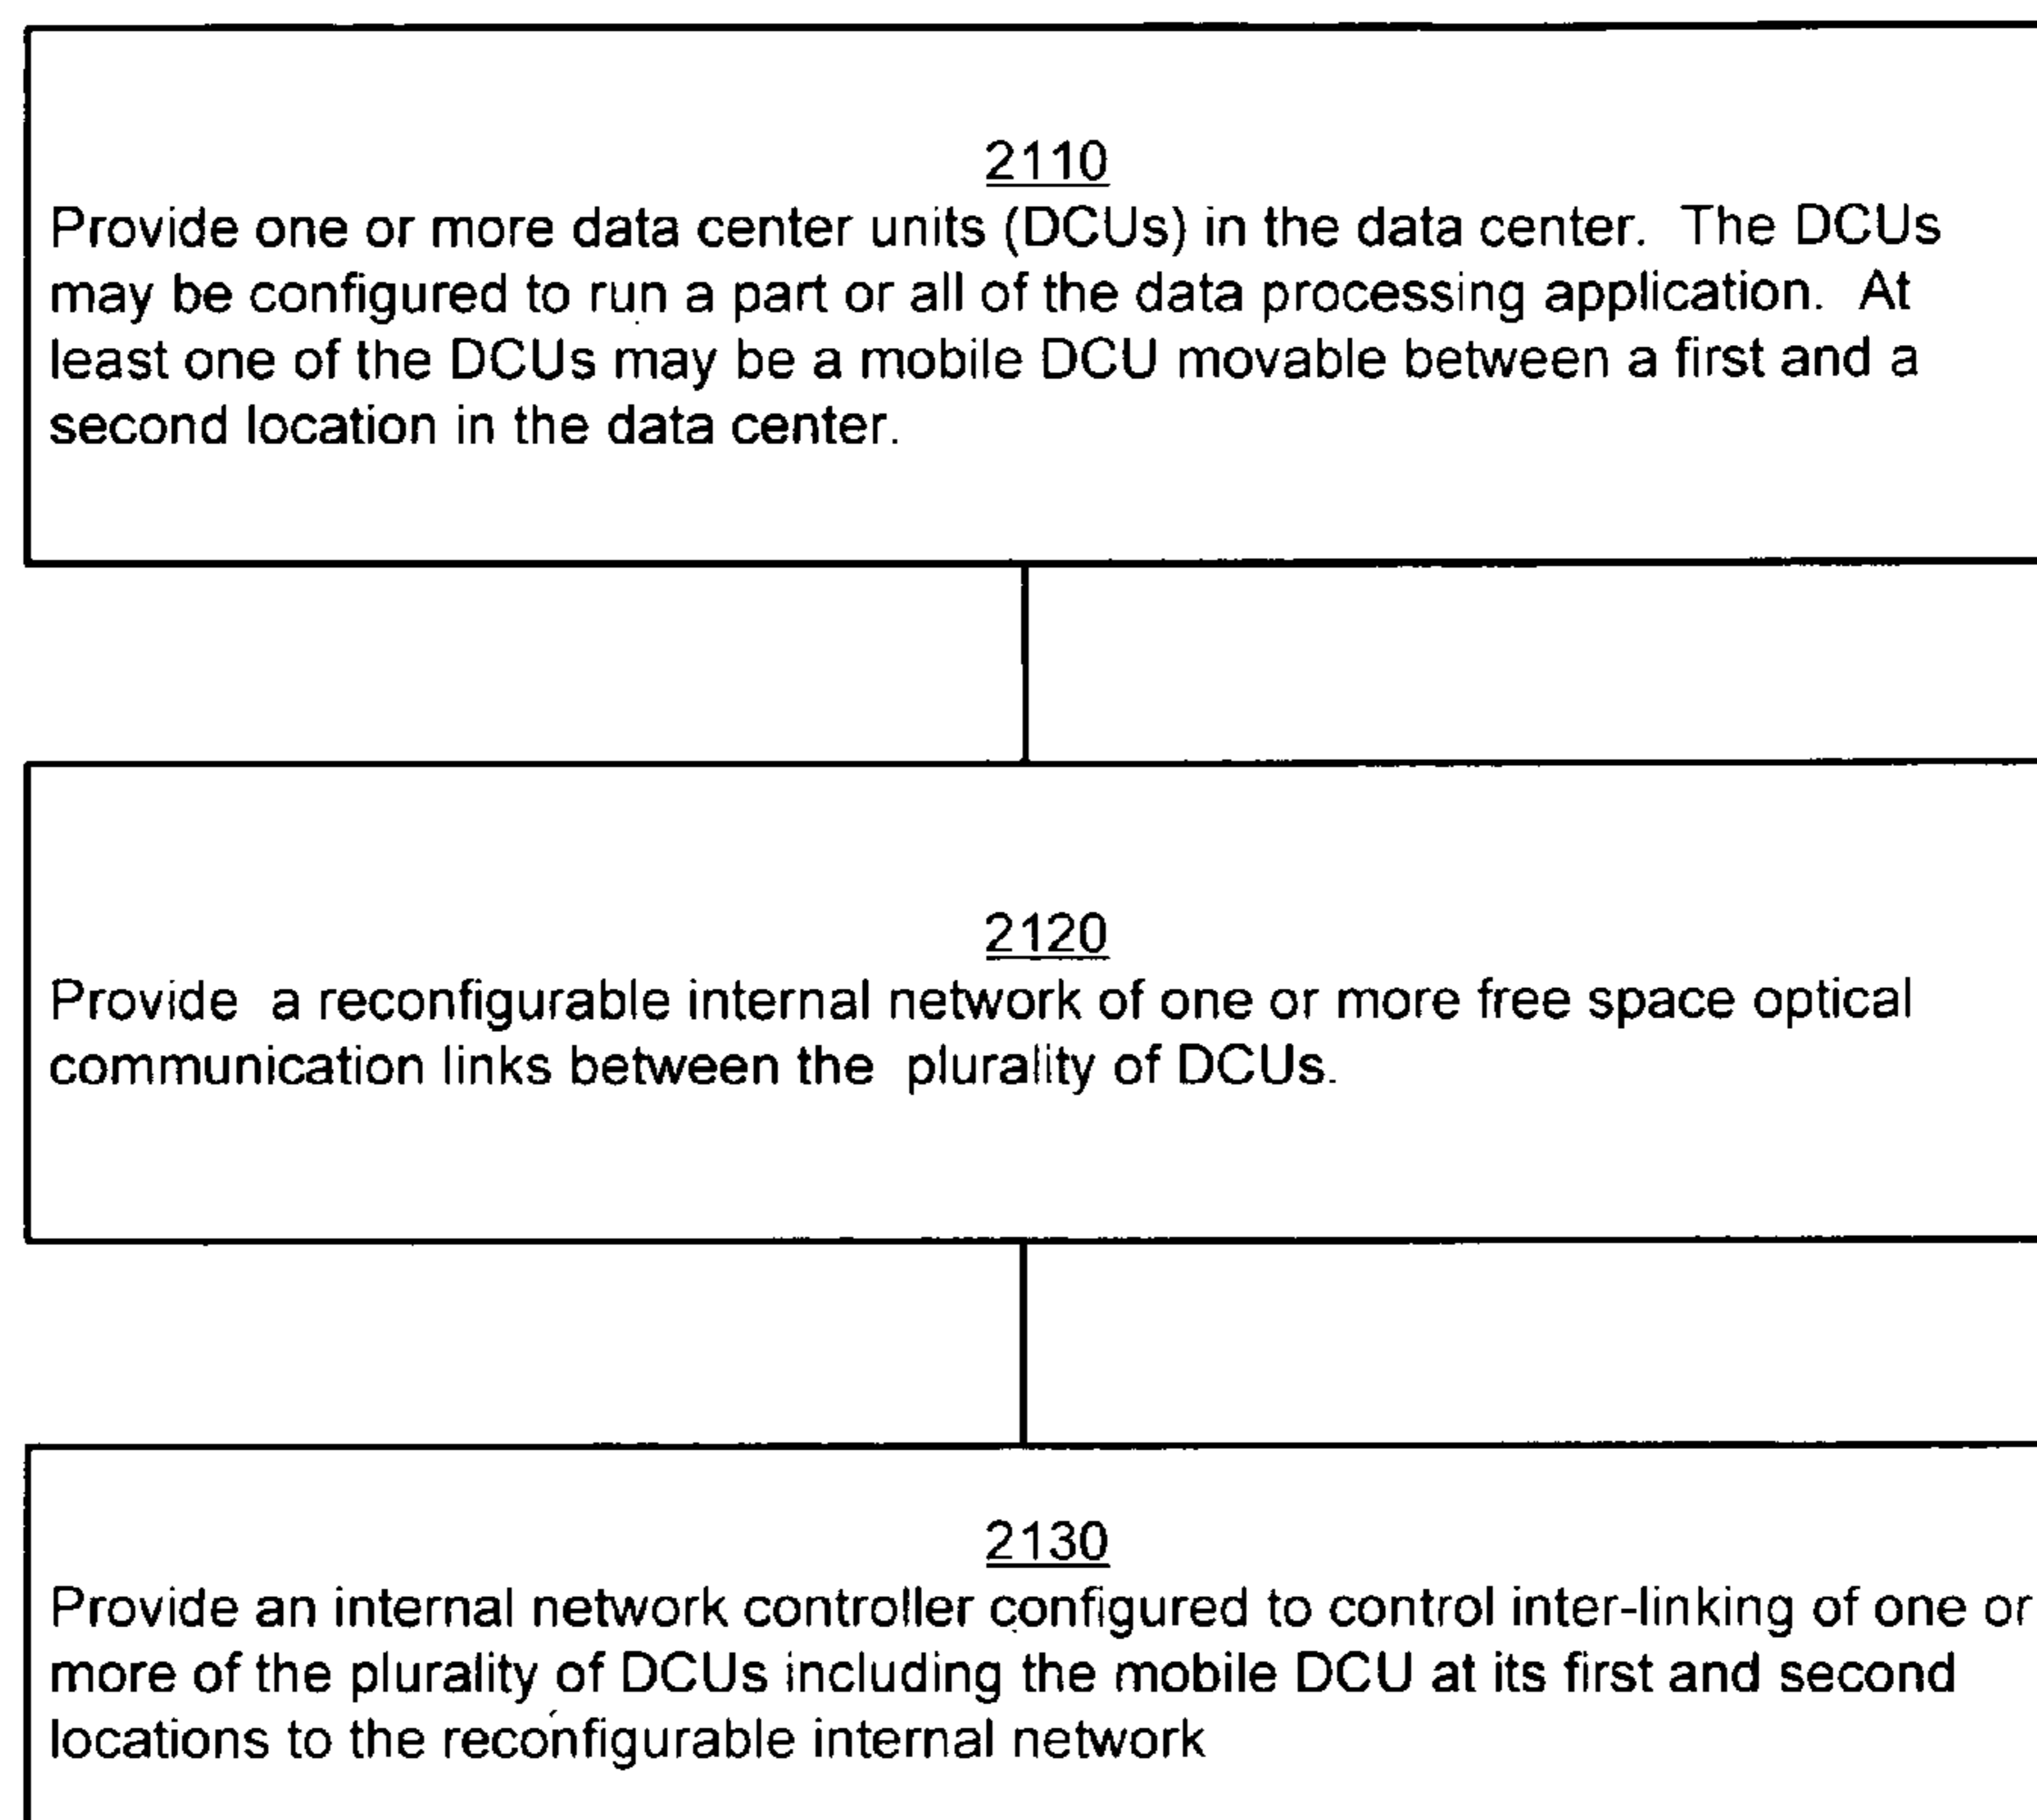 2110
Provide one or more data center units (DCUs) in the data center. The DCUs
may be configured to run a part or all of the data processing application. At
least one of the DCUs may be a mobile DCU movable between a first and a
second location in the data center.
2120
Provide a reconfigurable internal network of one or more free space optical
communication links between the plurality of DCUs.
2130
Provide an internal network controller configured to control inter-linking of one or
more of the plurality of DCUs including the mobile DCU at its first and second
locations to the reconfigurable internal network